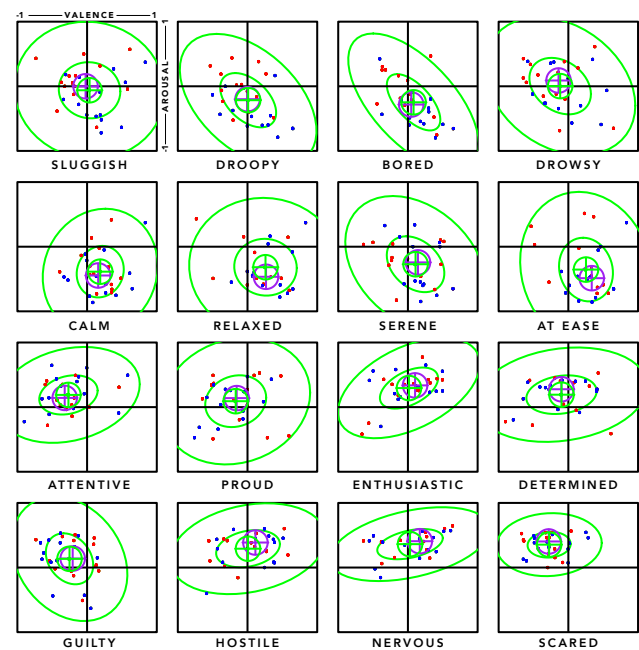 -1 VALENCE 1
1 AROUSAL -1
SLUGGISH DROOPY BORED DROWSY
CALM RELAXED SERENE AT EASE
ATTENTIVE PROUD ENTHUSIASTIC DETERMINED
GUILTY HOSTILE NERVOUS SCARED